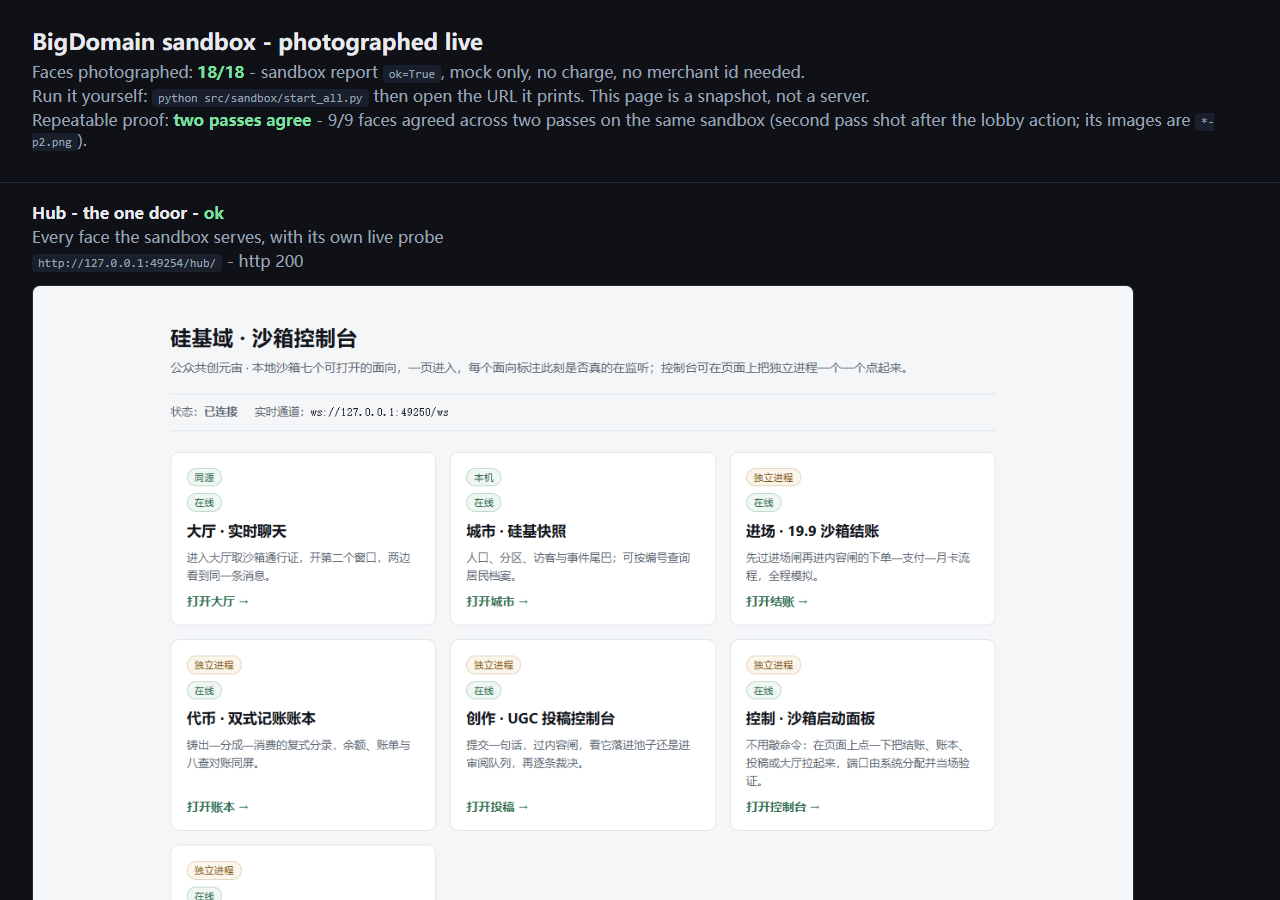 BigDomain sandbox - photographed live
Faces photographed: 18/18 - sandbox report ok=True , mock only, no charge, no merchant id needed.
Run it yourself: python src/sandbox/start_all.py then open the URL it prints. This page is a snapshot, not a server.
Repeatable proof: two passes agree - 9/9 faces agreed across two passes on the same sandbox (second pass shot after the lobby action; its images are *-
p2.png ).
Hub - the one door - ok
Every face the sandbox serves, with its own live probe
http://127.0.0.1:49254/hub/ - http 200
硅基域 · 沙箱控制台
公众共创元宙 · 本地沙箱七个可打开的面向，一页进入，每个面向标注此刻是否真的在监听；控制台可在页面上把独立进程一个一个点起来。
状态：已连接 实时通道：ws://127.0.0.1:49250/ws
同源
在线
大厅 · 实时聊天
进入大厅取沙箱通行证，开第二个窗口，两边
看到同一条消息。
打开大厅 →
本机
在线
城市 · 硅基快照
人口、分区、访客与事件尾巴；可按编号查询
居民档案。
打开城市 →
独立进程
在线
进场 · 19.9 沙箱结账
先过进场闸再进内容闸的下单—支付—月卡流
程，全程模拟。
打开结账 →
独立进程
在线
代币 · 双式记账账本
铸出—分成—消费的复式分录，余额、账单与
八查对账同屏。
打开账本 →
独立进程
在线
创作 · UGC 投稿控制台
提交一句话，过内容闸，看它落进池子还是进
审阅队列，再逐条裁决。
打开投稿 →
独立进程
在线
控制 · 沙箱启动面板
不用敲命令：在页面上点一下把结账、账本、
投稿或大厅拉起来，端口由系统分配并当场验
证。
打开控制台 →
独立进程
在线